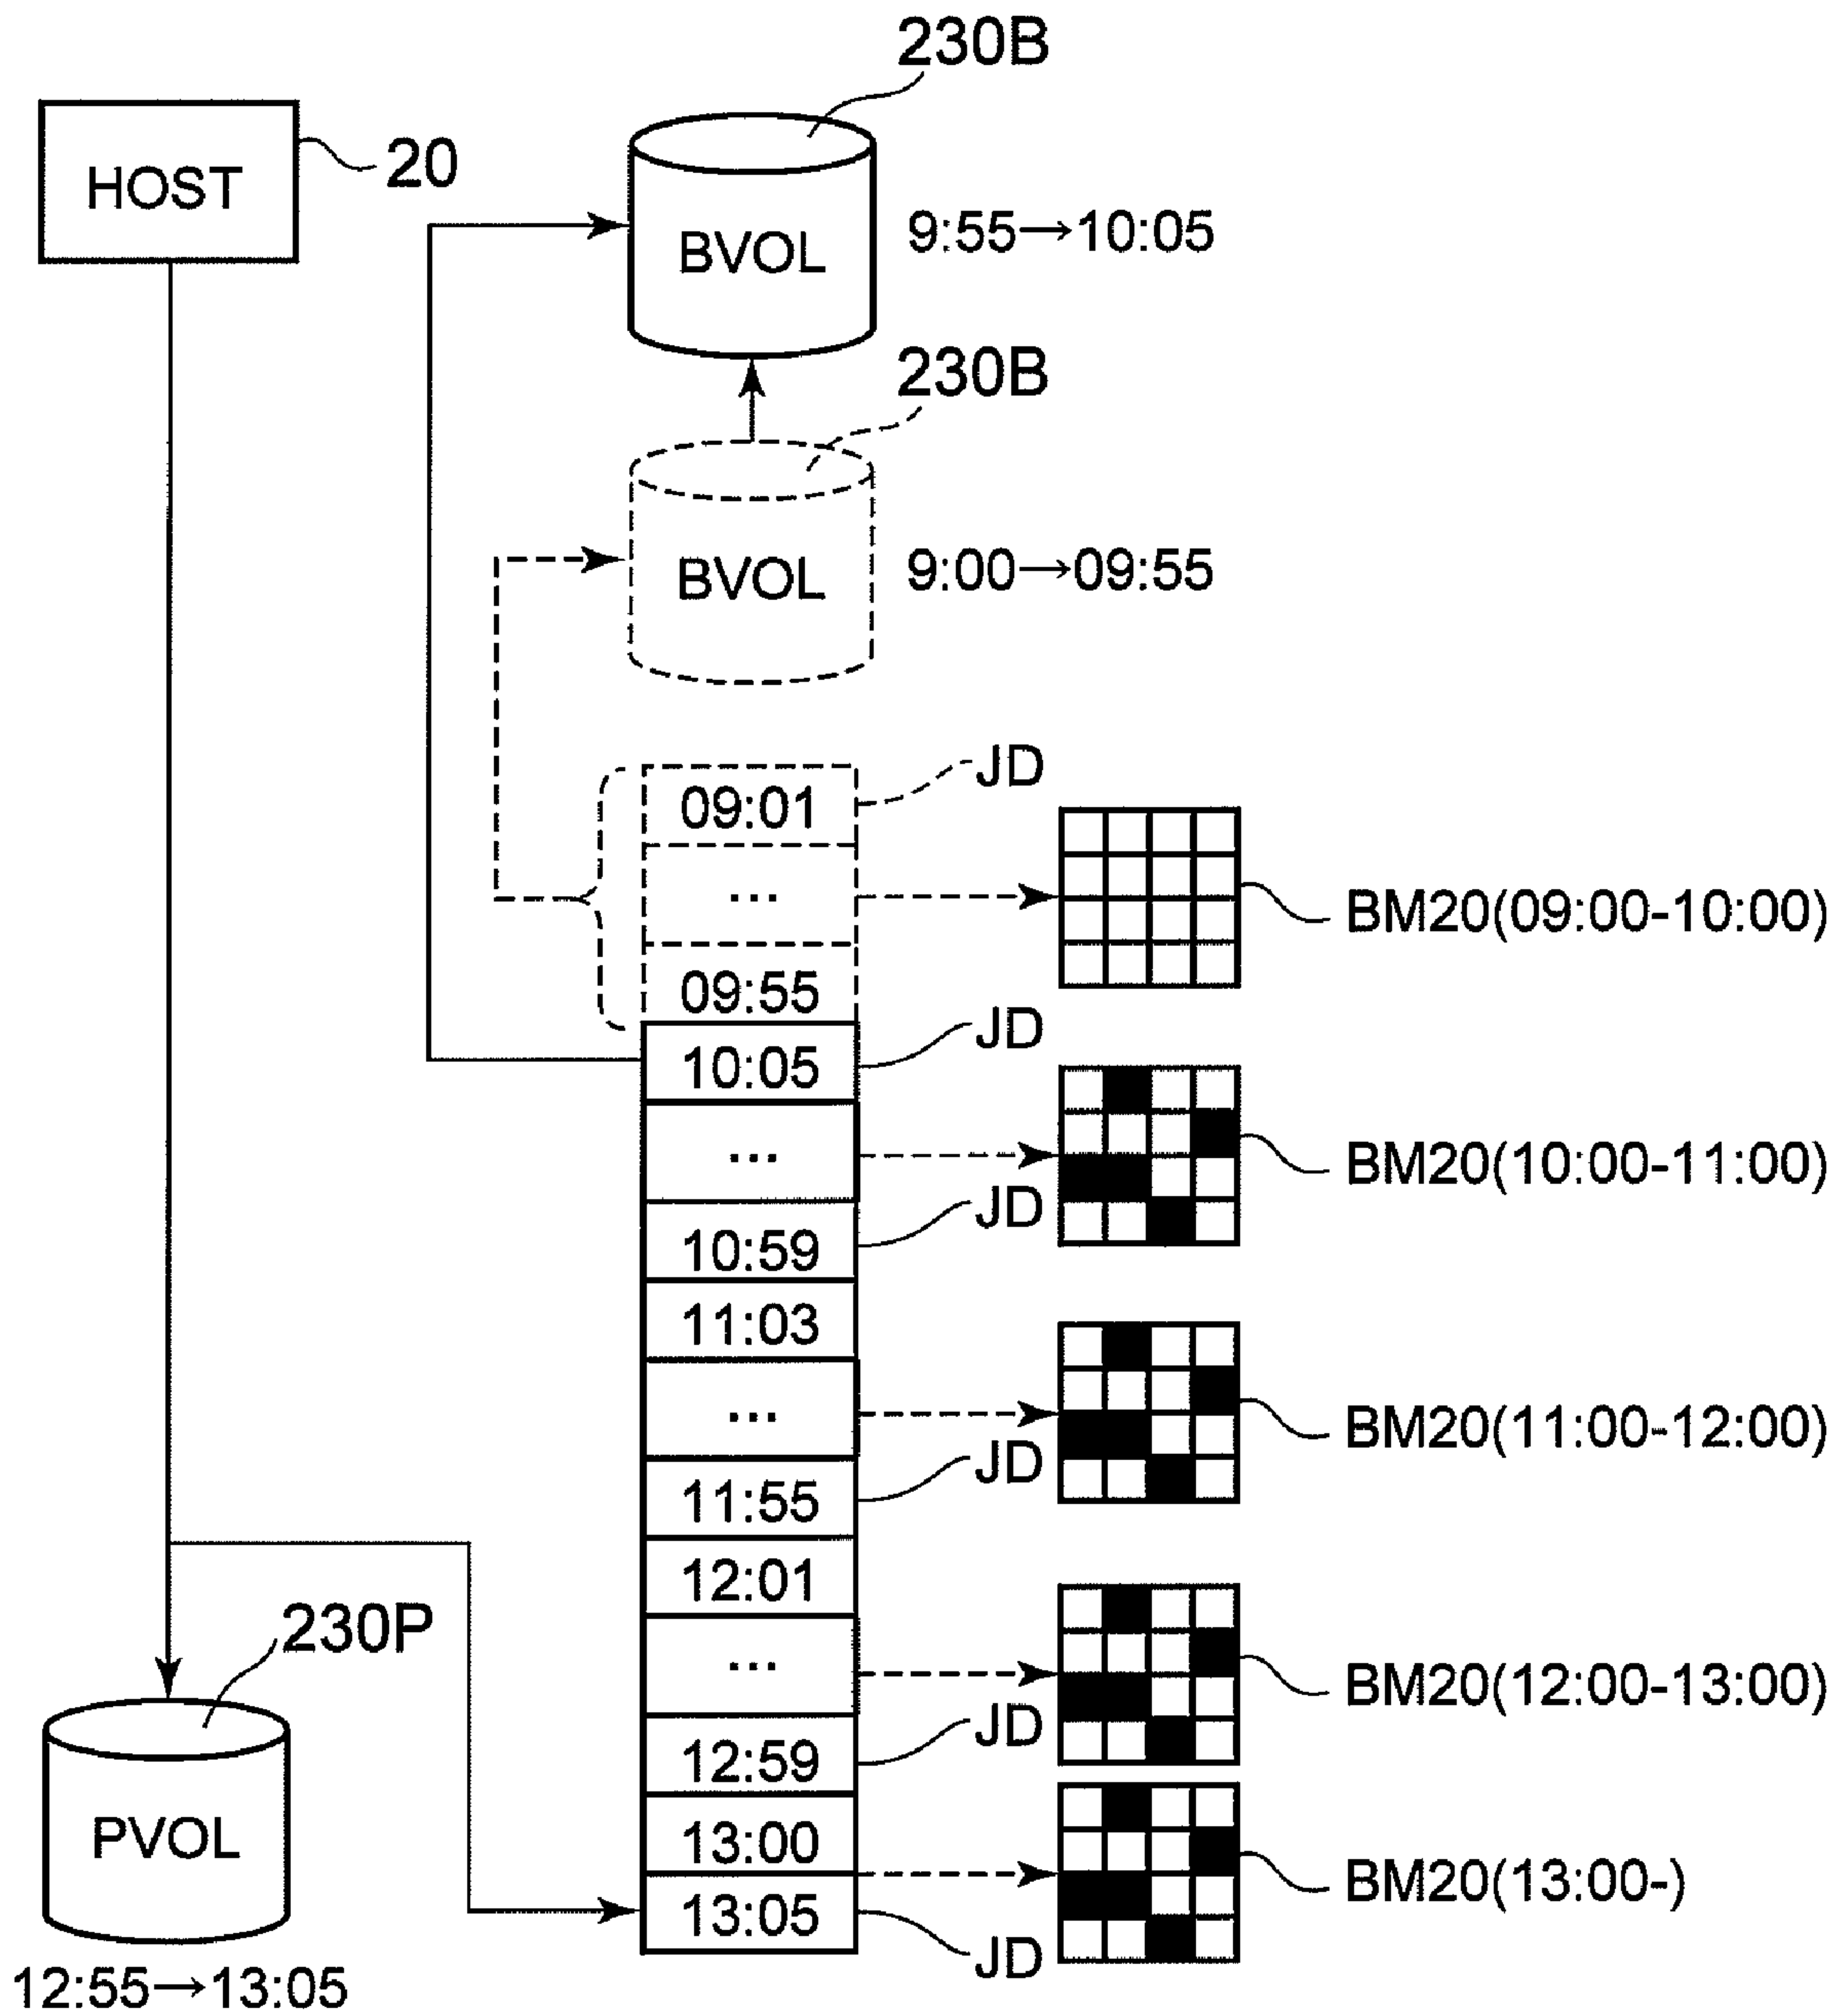 230B
HOST
20
BVOL
9:55→10:05
230B
BVOL
9:00→09:55
09:01
JD
...
BM20(09:00-10:00)
09:55
10:05
JD
...
BM20(10:00-11:00)
10:59
JD
11:03
...
BM20(11:00-12:00)
11:55
JD
12:01
230P
...
BM20(12:00-13:00)
12:59
JD
PVOL
13:00
BM20(13:00-)
13:05
JD
12:55→13:05